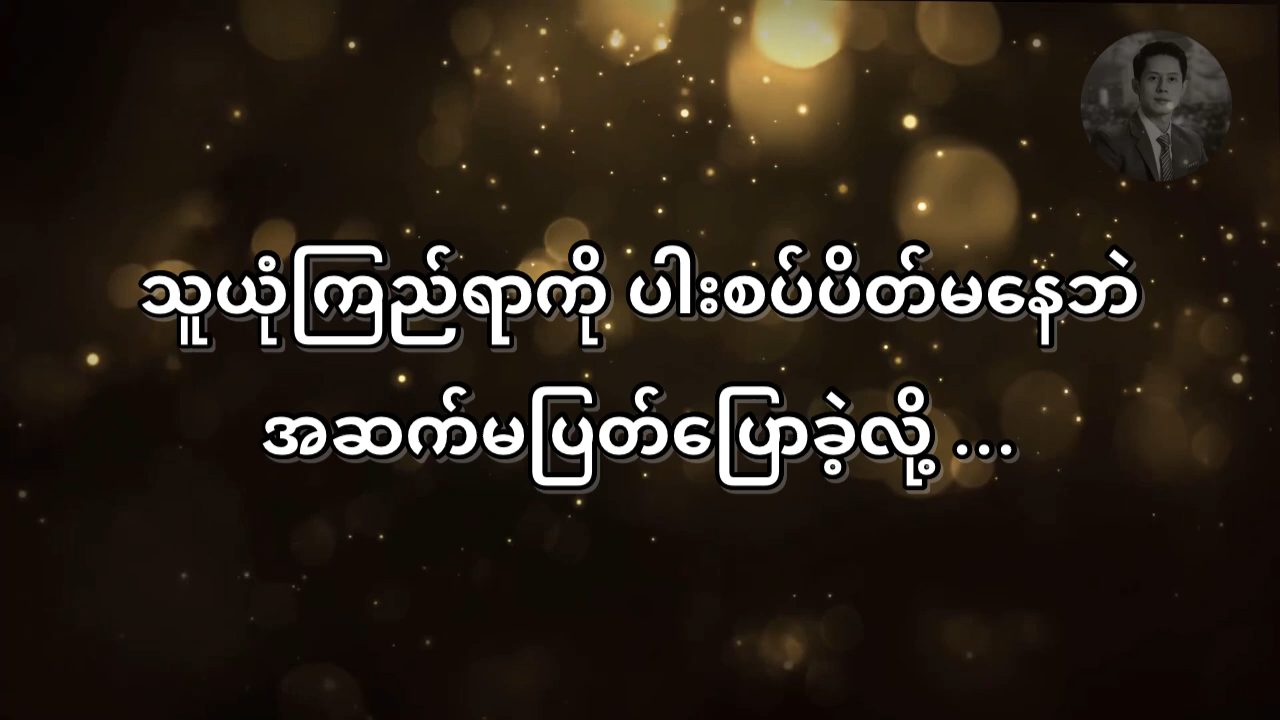 သူယုံကြည်ရာကို ပါးစပ်ပိတ်မနေဘဲ
အဆက်မပြတ်ပြောခဲ့လို့ ...